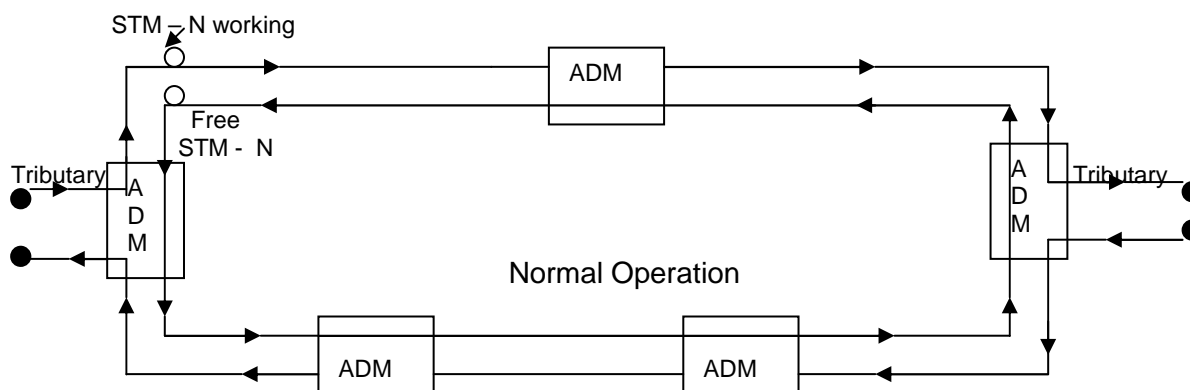 STM – N working
ADM
Free
STM - N
Tributary
A
D
M
A
D
M
Tributary
Normal Operation
ADM
ADM